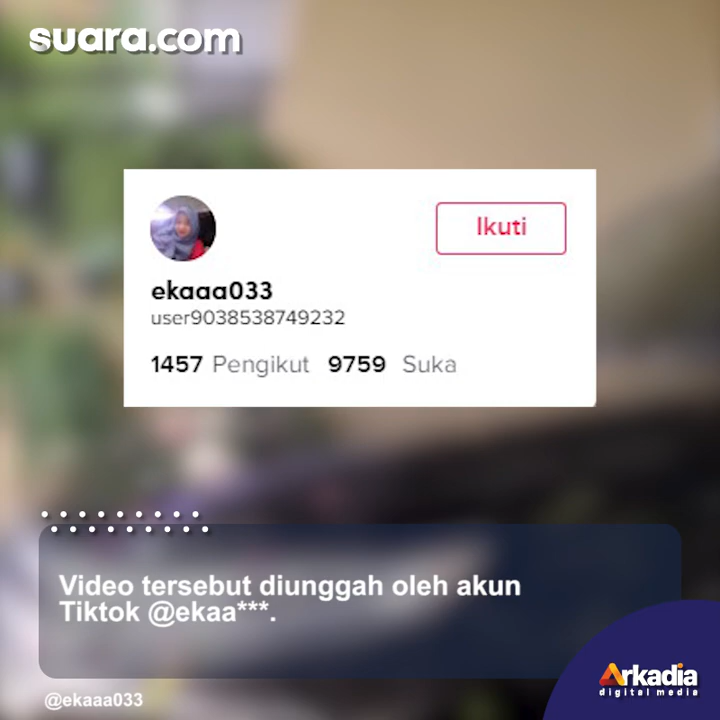 suara.com
Ikuti
ekaaa033
user9038538749232
1457 Pengikut 9759 Suka
Video tersebut diunggah oleh akun
Tiktok @ekaa***.
@ekaaa033
Arkadia
digital media